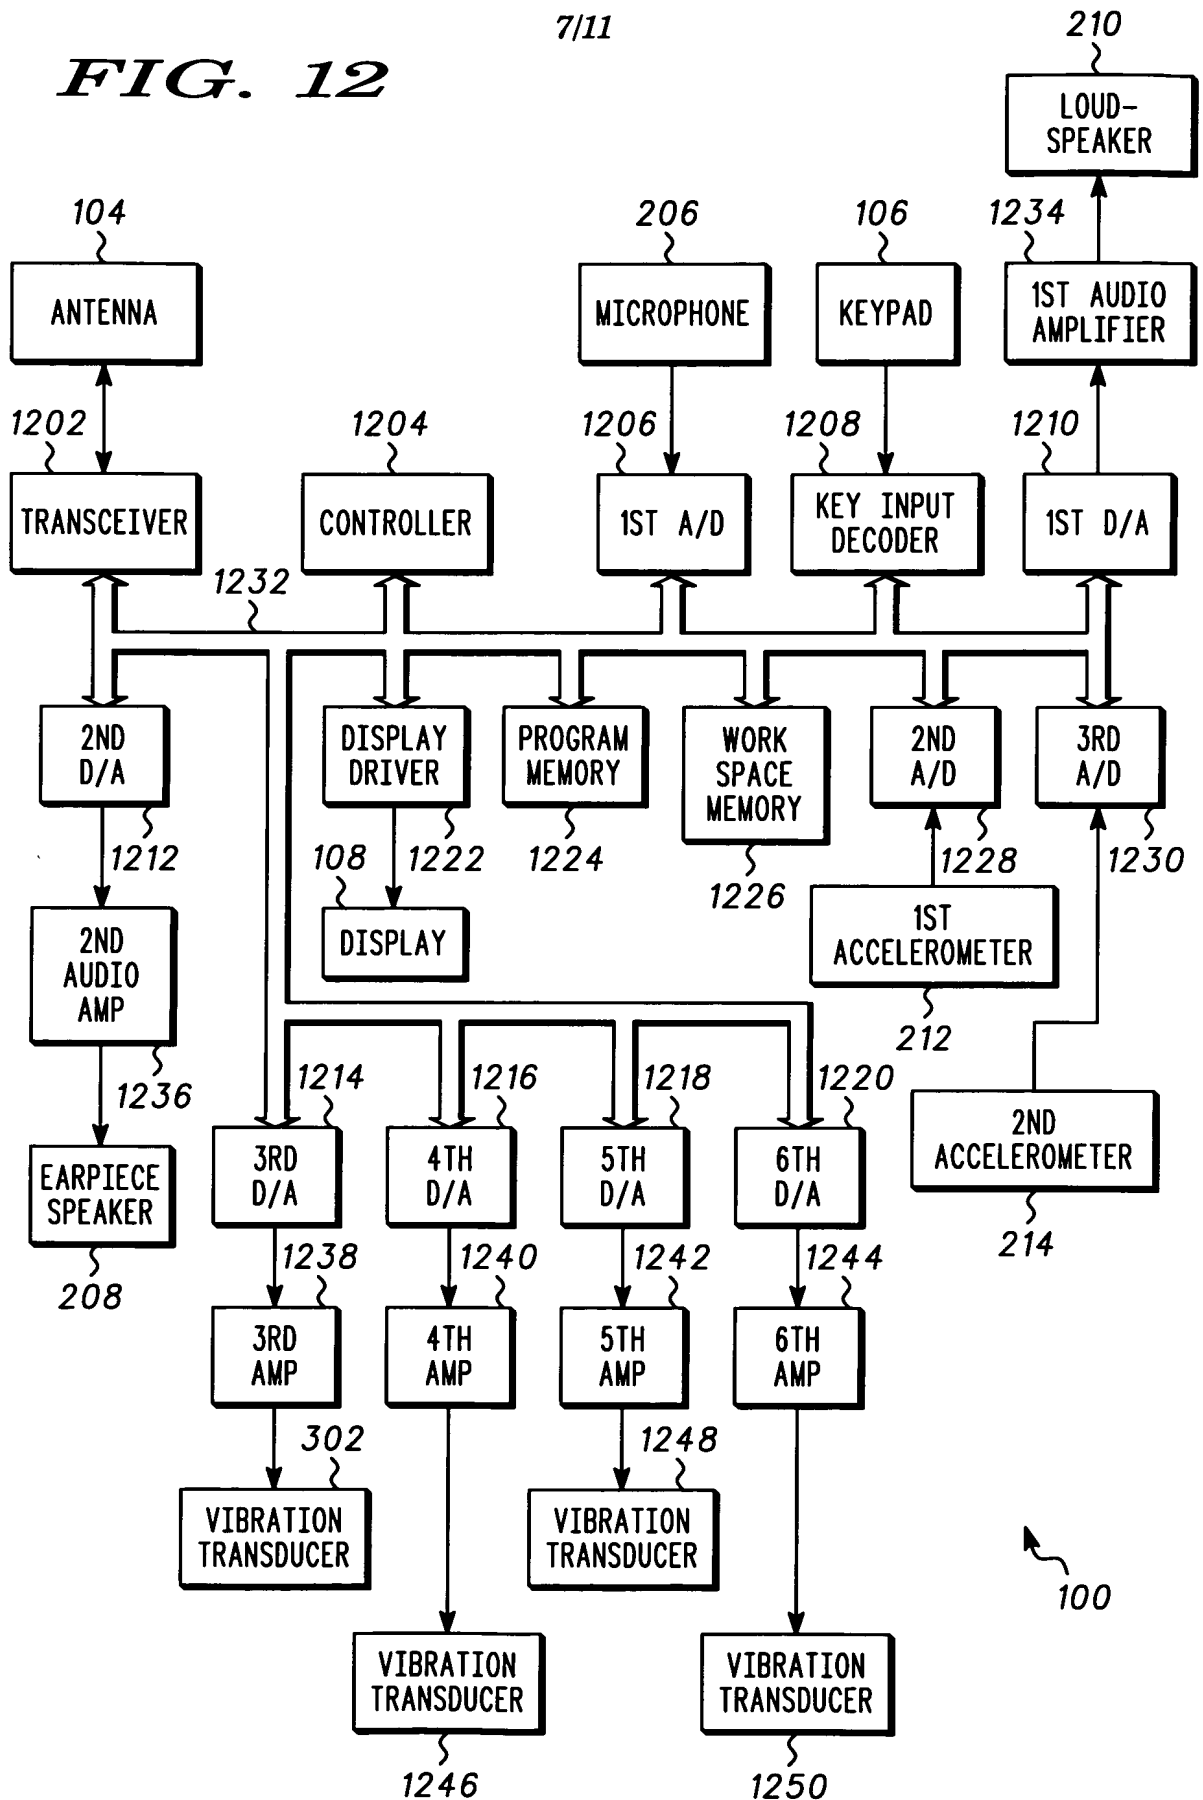 7/11
FIG. 12
210
LOUD-
SPEAKER
104
206
106
1234
ANTENNA
MICROPHONE
KEYPAD
1ST AUDIO
AMPLIFIER
1202
1204
1206
1208
1210
TRANSCEIVER
CONTROLLER
1ST A/D
KEY INPUT
DECODER
1ST D/A
1232
2ND
D/A
DISPLAY
DRIVER
PROGRAM
MEMORY
WORK
SPACE
MEMORY
2ND
A/D
3RD
A/D
1212
108
1222
1224
1226
1228
1230
2ND
AUDIO
AMP
DISPLAY
1ST
ACCELEROMETER
212
1236
1214
1216
1218
1220
EARPIECE
SPEAKER
3RD
D/A
4TH
D/A
5TH
D/A
6TH
D/A
2ND
ACCELEROMETER
208
1238
1240
1242
1244
214
3RD
AMP
4TH
AMP
5TH
AMP
6TH
AMP
302
1248
VIBRATION
TRANSDUCER
VIBRATION
TRANSDUCER
100
VIBRATION
TRANSDUCER
VIBRATION
TRANSDUCER
1246
1250